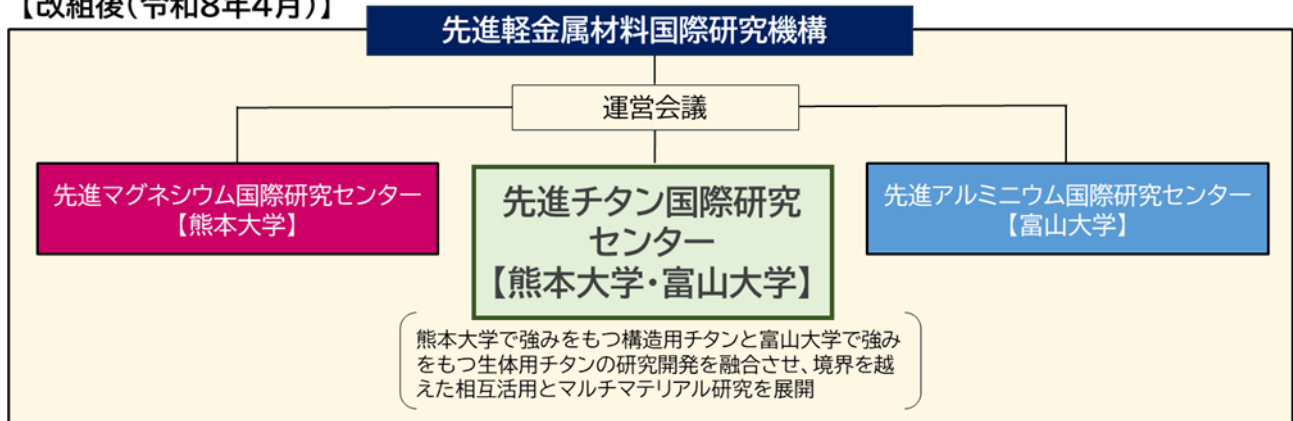 【改組後(令和8年4月)】
先進軽金属材料国際研究機構
運営会議
先進マグネシウム国際研究センター
【熊本大学】
先進チタン国際研究
センター
【熊本大学・富山大学】
先進アルミニウム国際研究センター
【富山大学】
熊本大学で強みをもつ構造用チタンと富山大学で強み
をもつ生体用チタンの研究開発を融合させ、境界を越
えた相互活用とマルチマテリアル研究を展開